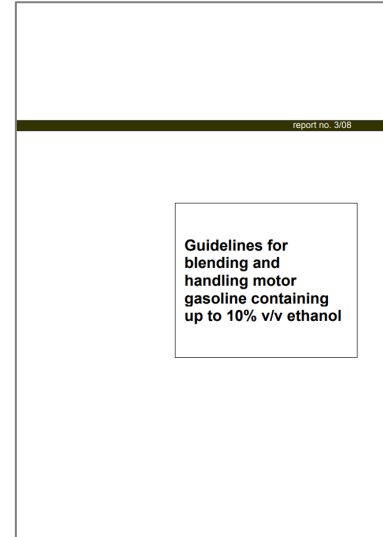 report no. 3/08
Guidelines for
blending and
handling motor
gasoline containing
up to 10% v/v ethanol